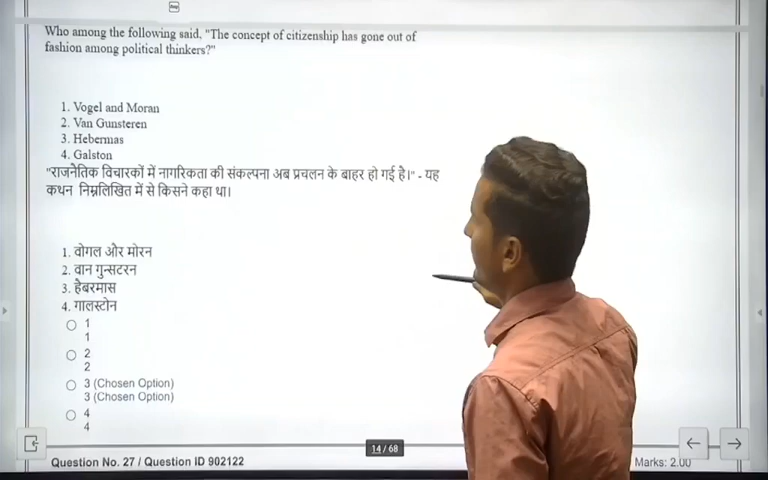 Who among the following said, "The concept of citizenship has gone out of
fashion among political thinkers?"
1. Vogel and Moran
2. Van Gunsteren
3. Hebermas
4. Galston
"राजनैतिक विचारकों में नागरिकता की संकल्पना अब प्रचलन के बाहर हो गई है।" - यह
कथन निम्नलिखित में से किसने कहा था।
1. वोगल और मोरन
2. वान गुन्सटरन
3. हैबरमास
4. गालस्टोन
1
1
2
2
3 (Chosen Option)
3 (Chosen Option)
4
4
14 / 68
Question No. 27 / Question ID 902122
Marks: 2.00